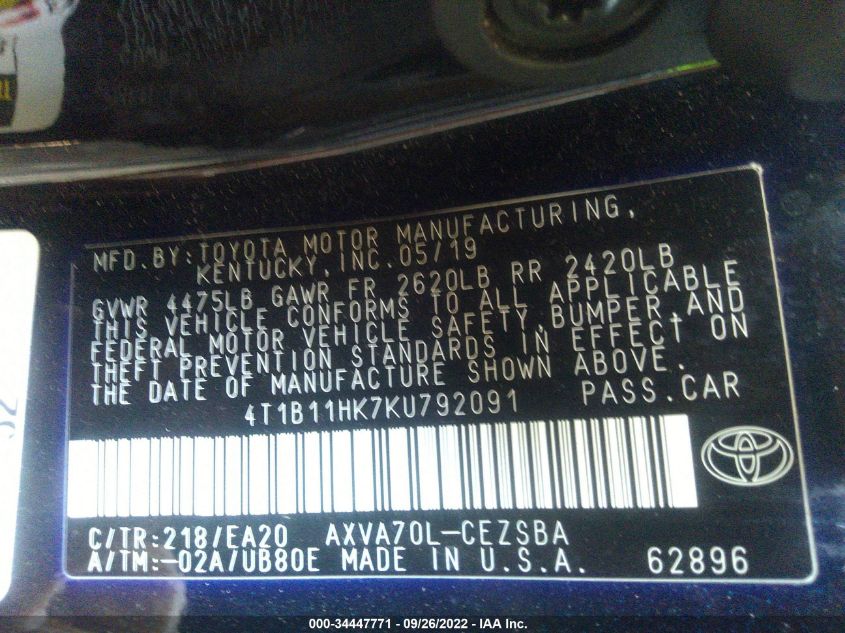 MFD.BY:TOYOTA MOTOR MANUFACTURING,
KENTUCKY,INC.05/19
GVWR 4475LB GAWR FR 2620LB RR 2420LB
THIS VEHICLE CONFORMS TO ALL APPLICABLE
FEDERAL MOTOR VEHICLE SAFETY,BUMPER,AND
THEFT PREVENTION STANDARDS IN EFFECT ON
THE DATE OF MANUFACTURE SHOWN ABOVE.
4T1B11HK7KU792091 PASS.CAR
C/TR:218/EA20 AXVA70L-CEZSBA
A/TM:-02A/UB80E MADE IN U.S.A. 62896
000-34447771 - 09/26/2022 - IAA Inc.